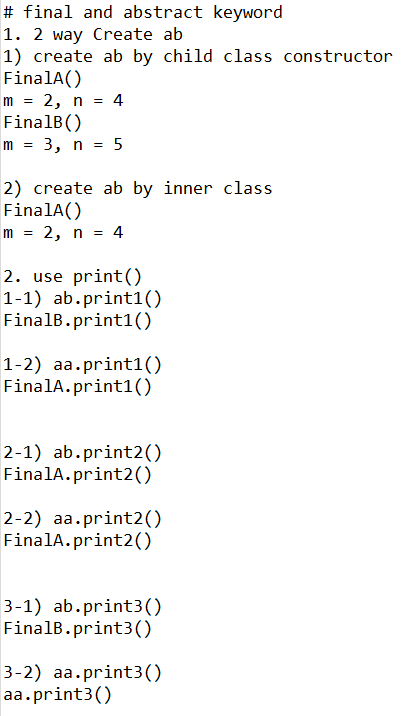 # final and abstract keyword
1. 2 way Create ab
1) create ab by child class constructor
FinalA()
m = 2, n = 4
FinalB()
m = 3, n = 5
2) create ab by inner class
FinalA()
m = 2, n = 4
2. use print()
1-1) ab.print1()
FinalB.print1()
1-2) aa.print1()
FinalA.print1()
2-1) ab.print2()
FinalA.print2()
2-2) aa.print2()
FinalA.print2()
3-1) ab.print3()
FinalB.print3()
3-2) aa.print3()
aa.print3()